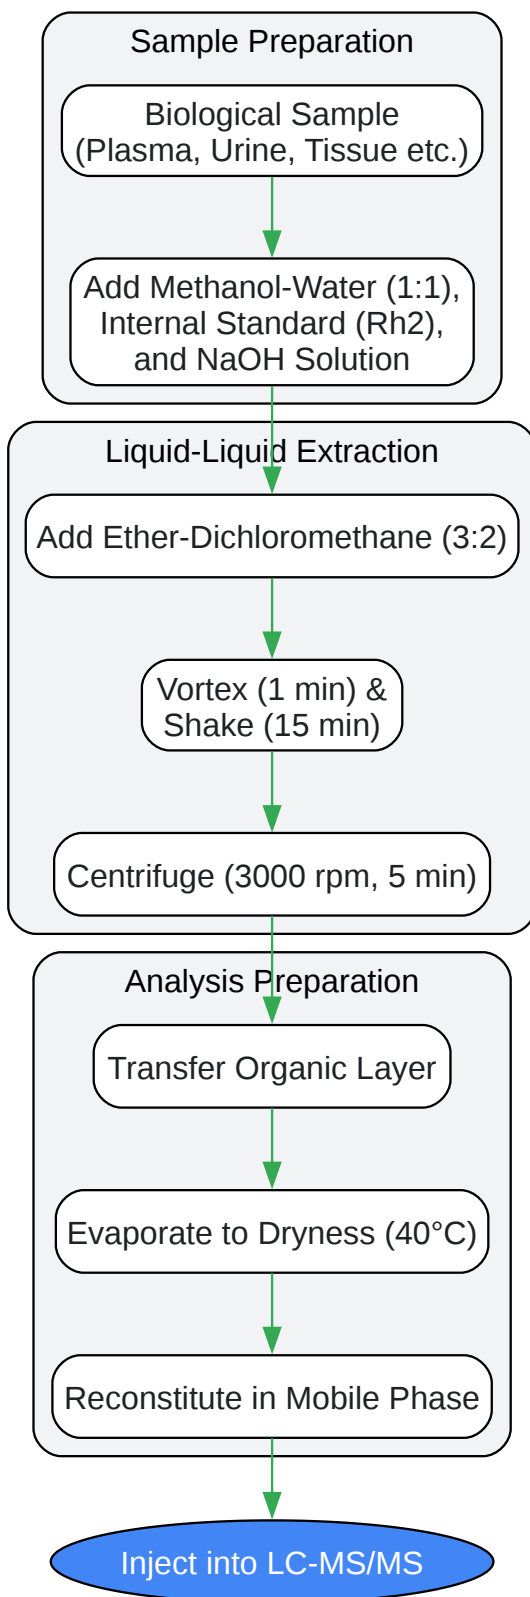 Sample Preparation
Biological Sample
(Plasma, Urine, Tissue etc.)
Add Methanol-Water (1:1),
Internal Standard (Rh2),
and NaOH Solution
Liquid-Liquid Extraction
Add Ether-Dichloromethane (3:2)
Vortex (1 min) &
Shake (15 min)
Centrifuge (3000 rpm, 5 min)
Analysis Preparation
Transfer Organic Layer
Evaporate to Dryness (40°C)
Reconstitute in Mobile Phase
Inject into LC-MS/MS